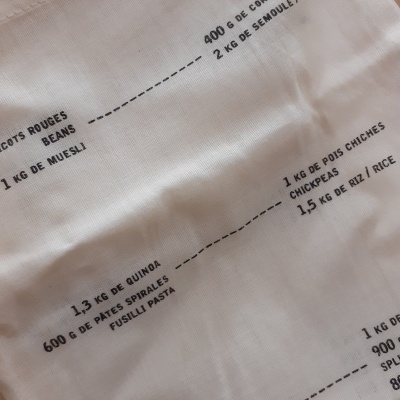 400 G DE
2 KG DE
ROUGES
BEANS
1 KG DE MUESLI
1 KG DE POIS CHICHES
CHICKPEAS
1,5 KG DE RIZ / RICE
1,3 KG DE QUINOA
600 G DE PÂTES SPIRALES
FUSILLI PASTA
1 KG DE
900